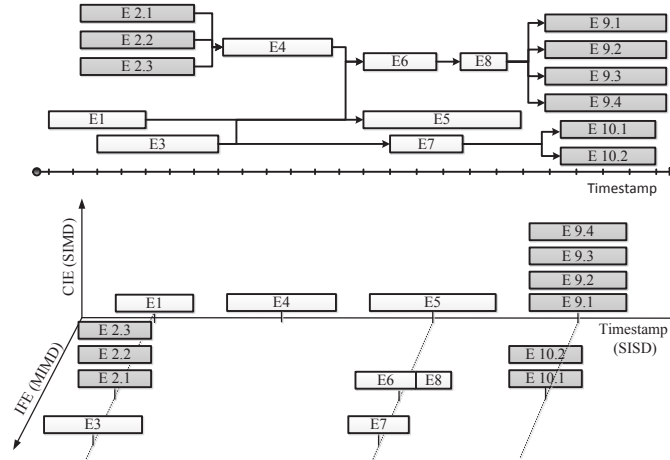 E 2.1
E 2.2
E 2.3
E4
E6
E8
E 9.1
E 9.2
E 9.3
E 9.4
E1
E5
E3
E7
E 10.1
E 10.2
Timestamp
CIE (SIMD)
E 9.4
E 9.3
E 9.2
E1
E4
E5
E 9.1
Timestamp
(SISD)
IFE (MIMD)
E 2.3
E 2.2
E 2.1
E 10.2
E6
E8
E 10.1
E3
E7